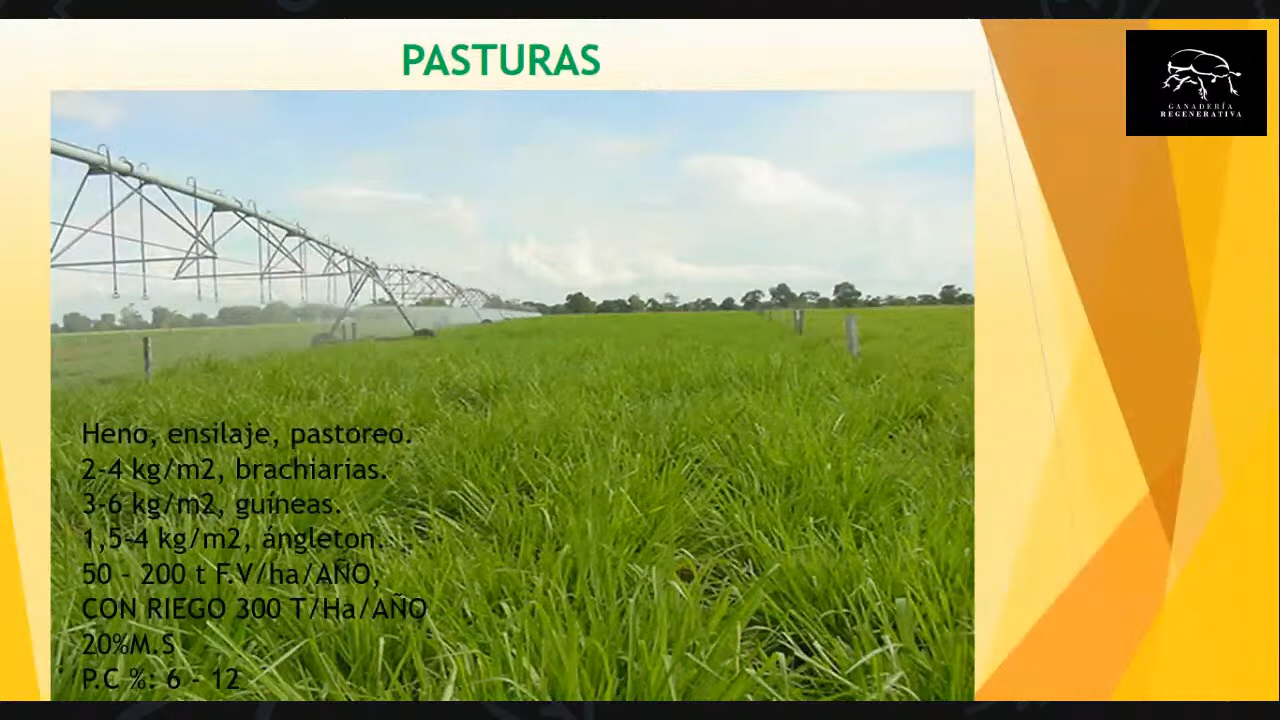 PASTURAS
GANADERÍA
REGENERATIVA
Heno, ensilaje, pastoreo.
2-4 kg/m2, brachiarias.
3-6 kg/m2, guíneas.
1,5-4 kg/m2, ángleton.
50 - 200 t F.V/ha/AÑO,
CON RIEGO 300 T/Ha/AÑO
20%M.S
P.C %. 6 - 12